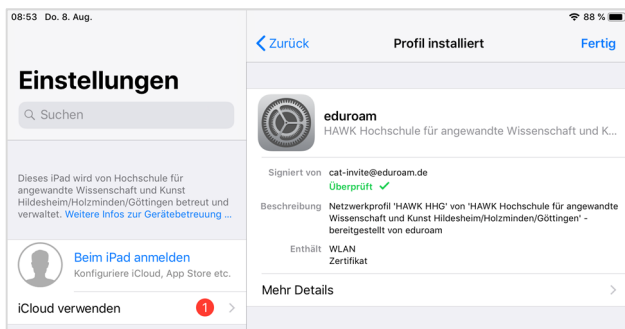 08:53 Do. 8. Aug.
88 %
Einstellungen
Suchen
Dieses iPad wird von Hochschule für
angewandte Wissenschaft und Kunst
Hildesheim/Holzminden/Göttingen betreut und
verwaltet. Weitere Infos zur Gerätebetreuung ...
Beim iPad anmelden
Konfiguriere iCloud, App Store etc.
iCloud verwenden 1
Zurück
Profil installiert
Fertig
eduroam
HAWK Hochschule für angewandte Wissenschaft und K...
Signiert von cat-invite@eduroam.de
Überprüft ✓
Beschreibung Netzwerkprofil 'HAWK HHG' von 'HAWK Hochschule für angewandte
Wissenschaft und Kunst Hildesheim/Holzminden/Göttingen' -
bereitgestellt von eduroam
Enthält WLAN
Zertifikat
Mehr Details